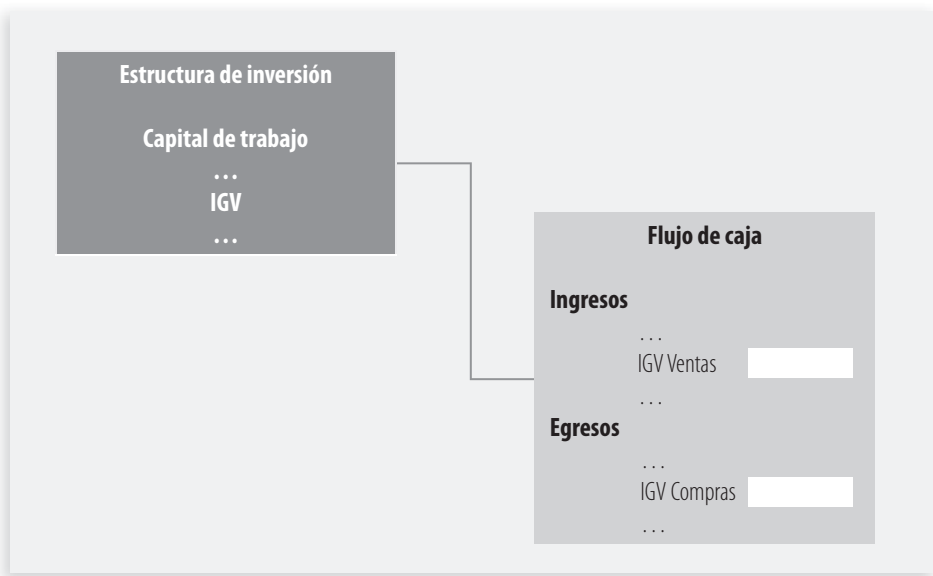 Estructura de inversión
Capital de trabajo
...
IGV
...
Flujo de caja
Ingresos
...
IGV Ventas
...
Egresos
...
IGV Compras
...